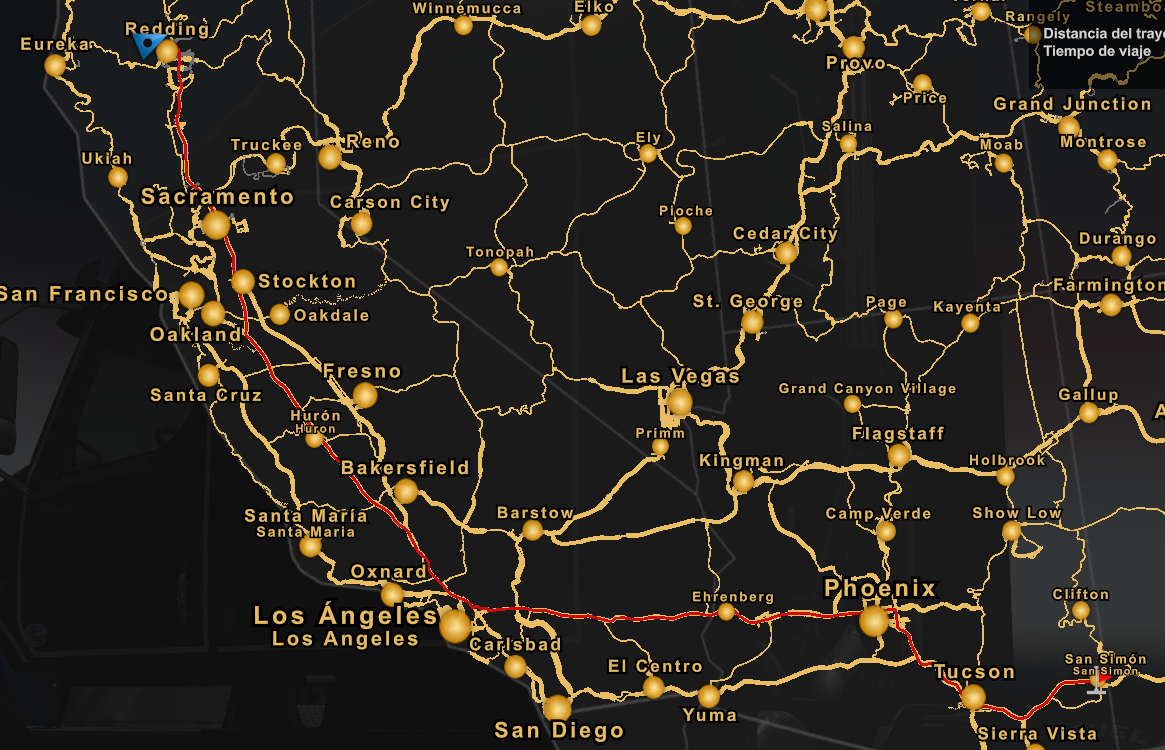 Winnemucca
Elko
Rangely
Steambo
Redding
Distancia del traye
Eureka
Tiempo de viaje
Provo
Price
Grand Junction
Salina
Reno
Ely
Montrose
Truckee
Moab
Ukiah
Sacramento
Carson City
Pioche
Cedar City
Durango
Tonopah
Stockton
Farmington
San Francisco
St. George
Page
Kayenta
Oakdale
Oakland
Fresno
Las Vegas
Santa Cruz
Grand Canyon Village
Gallup
Hurón
Huron
Primm
Flagstaff
Kingman
Holbrook
Bakersfield
Santa María
Santa Maria
Barstow
Camp Verde
Show Low
Oxnard
Phoenix
Ehrenberg
Clifton
Los Ángeles
Los Angeles
Carlsbad
El Centro
San Simón
San Simon
Tucson
Yuma
San Diego
Sierra Vista